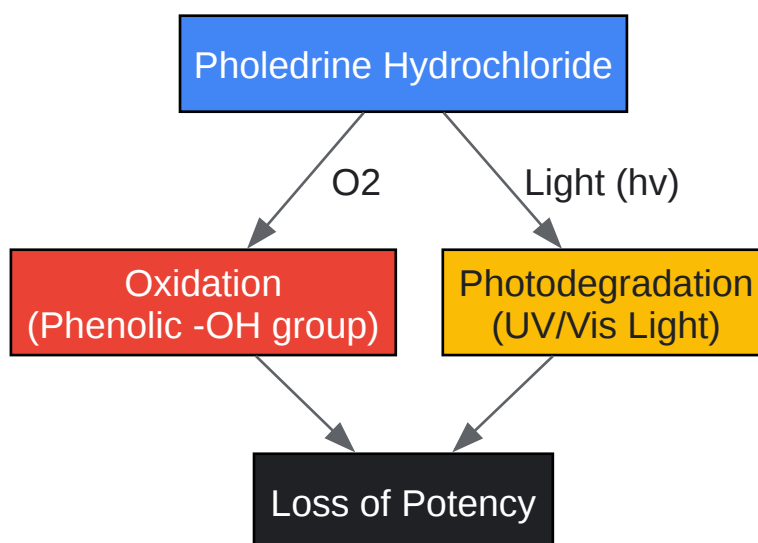 Pholedrine Hydrochloride
O2
Light (hv)
Oxidation
(Phenolic -OH group)
Photodegradation
(UV/Vis Light)
Loss of Potency